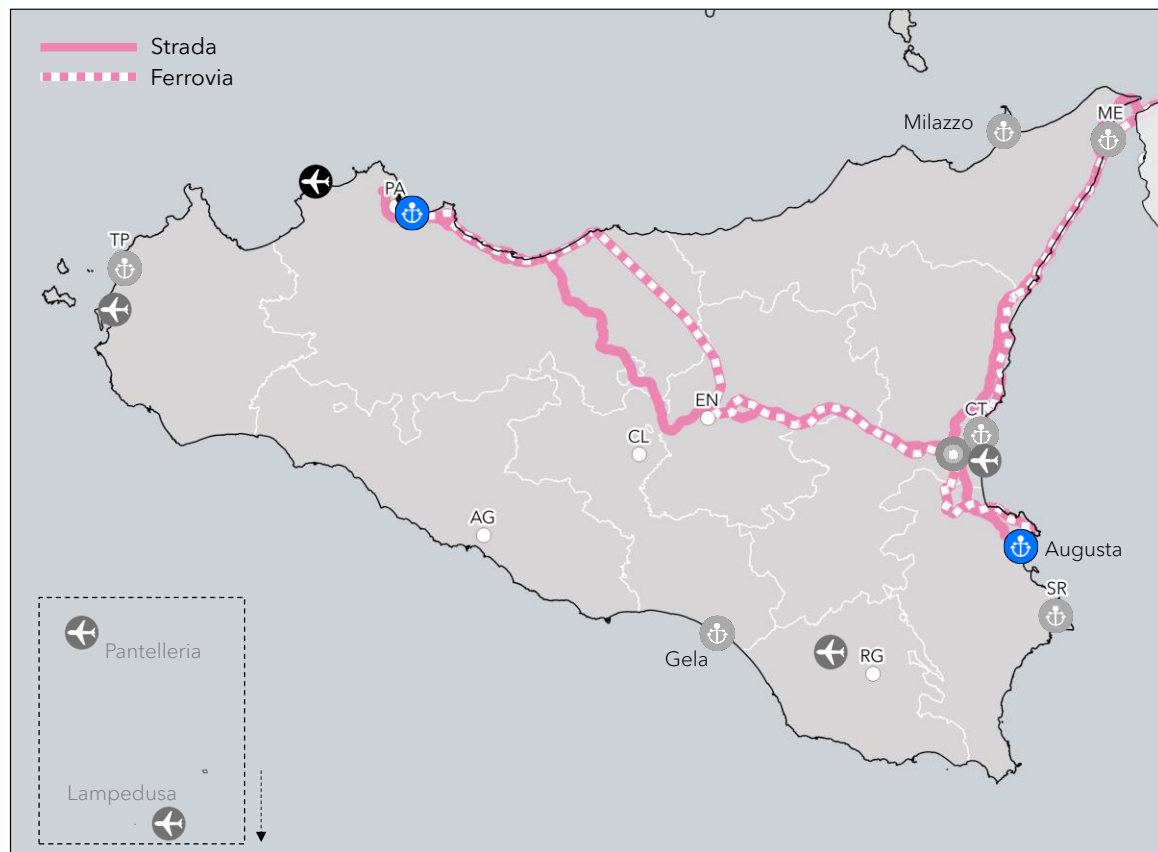 Strada
Ferrovia
ME
Milazzo
PA
TP
EN
CT
CL
AG
Augusta
SR
Gela
RG
Pantelleria
Lampedusa